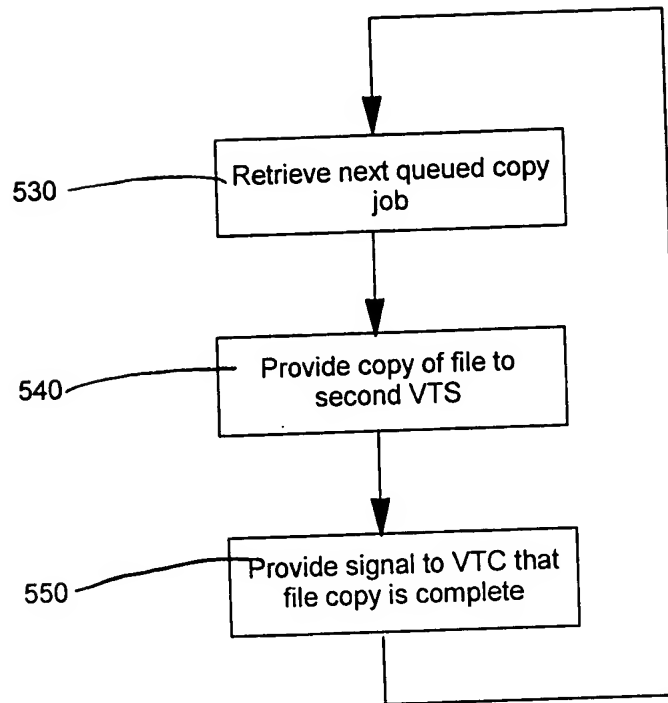 530
Retrieve next queued copy
job
540
Provide copy of file to
second VTS
550
Provide signal to VTC that
file copy is complete